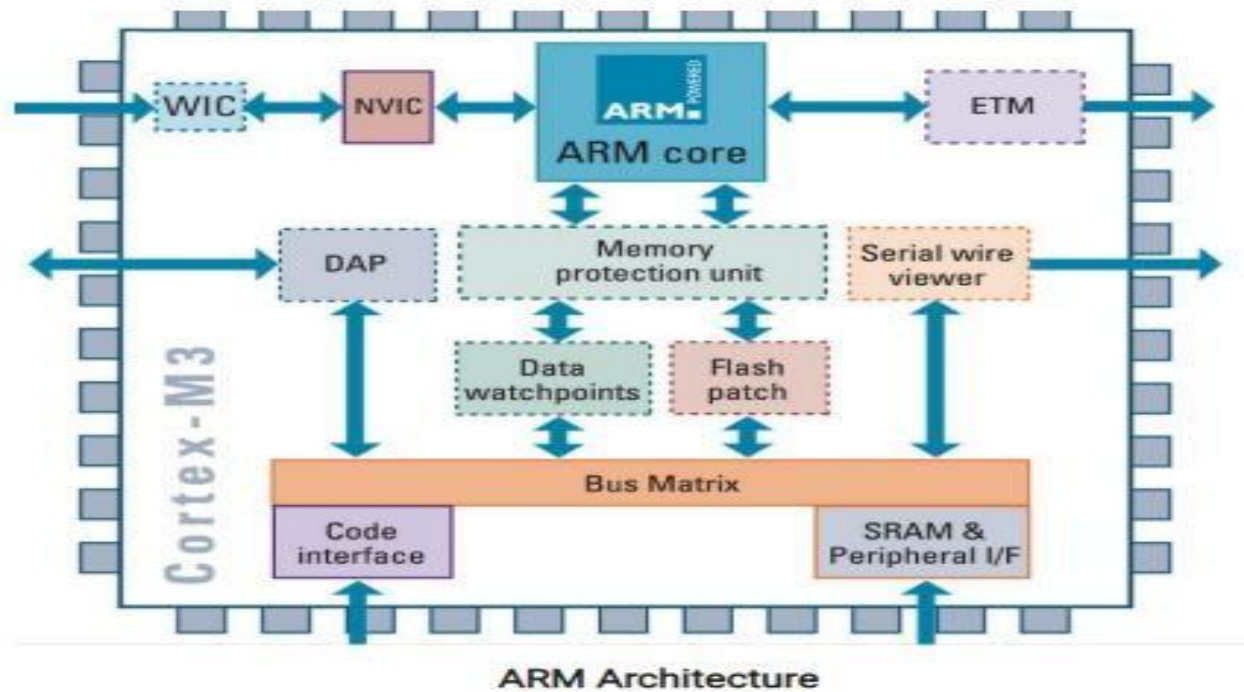 WIC
NVIC
ARM
POWERED
ARM core
ETM
DAP
Memory
protection unit
Serial wire
viewer
Data
watchpoints
Flash
patch
Cortex-M3
Bus Matrix
Code
interface
SRAM &
Peripheral I/F
ARM Architecture